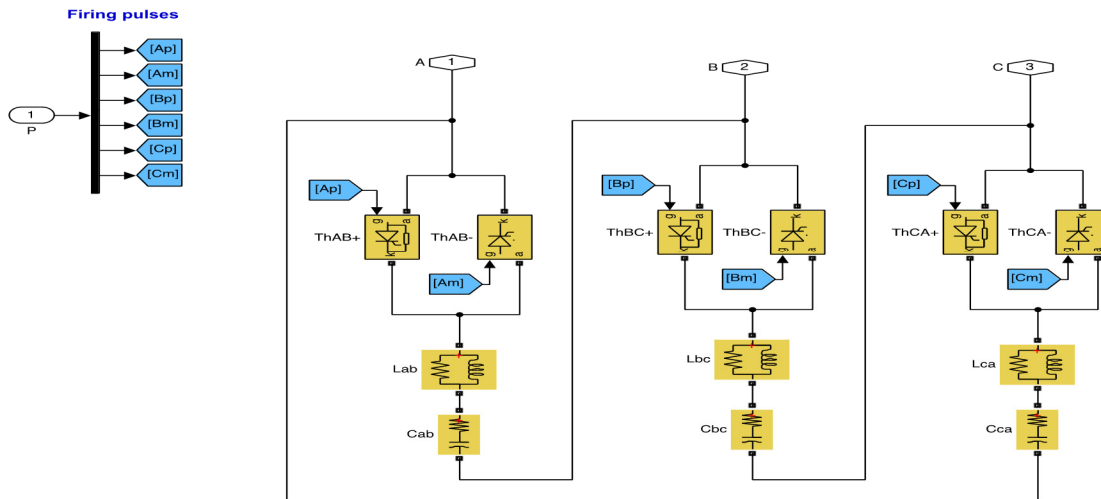 Firing pulses
[Ap]
[Am]
[Bp]
[Bm]
[Cp]
[Cm]
1
P
A
1
B
2
C
3
[Ap]
ThAB+
g
a
k
ThAB-
k
g
a
[Am]
[Bp]
ThBC+
g
a
k
ThBC-
k
g
a
[Bm]
[Cp]
ThCA+
g
a
k
ThCA-
k
g
a
[Cm]
Lab
Lbc
Lca
Cab
Cbc
Cca